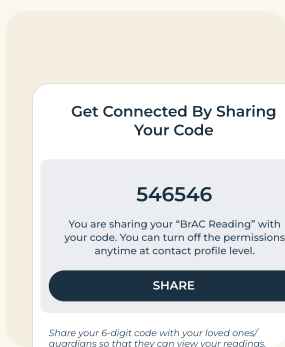 Get Connected By Sharing
Your Code
546546
You are sharing your “BrAC Reading” with
your code. You can turn off the permissions
anytime at contact profile level.
SHARE
Share your 6-digit code with your loved ones/
guardians so that they can view your readings.